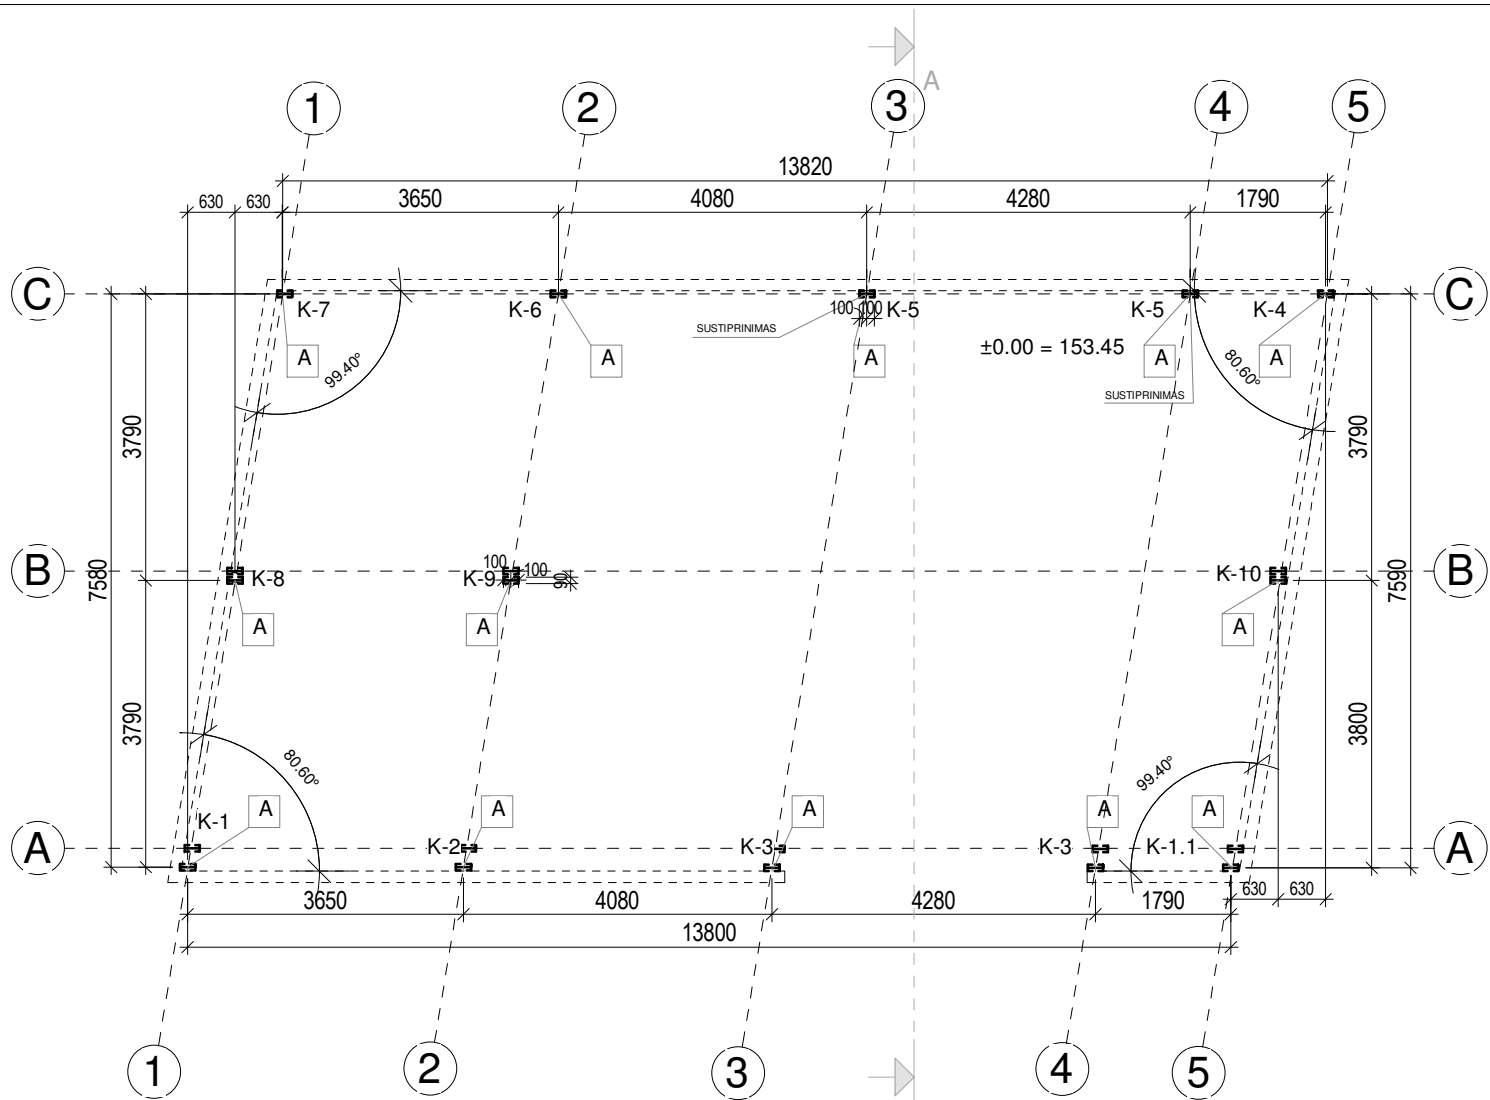 1 2 3 4 5
A
13820
630 630 3650 4080 4280 1790
C K-7 K-6 100 100 K-5 K-5 K-4 C
SUSTIPRINIMAS
±0.00 = 153.45
A A A A A
99.40° 80.60°
SUSTIPRINIMAS
3790 3790
B K-8 K-9 100 100 90 K-10 B
7580 7590
A A A
3790 3800
80.60° 99.40°
A A A A A
K-1
A K-2 K-3 K-3 K-1.1 A
3650 4080 4280 1790 630 630
13800
1 2 3 4 5